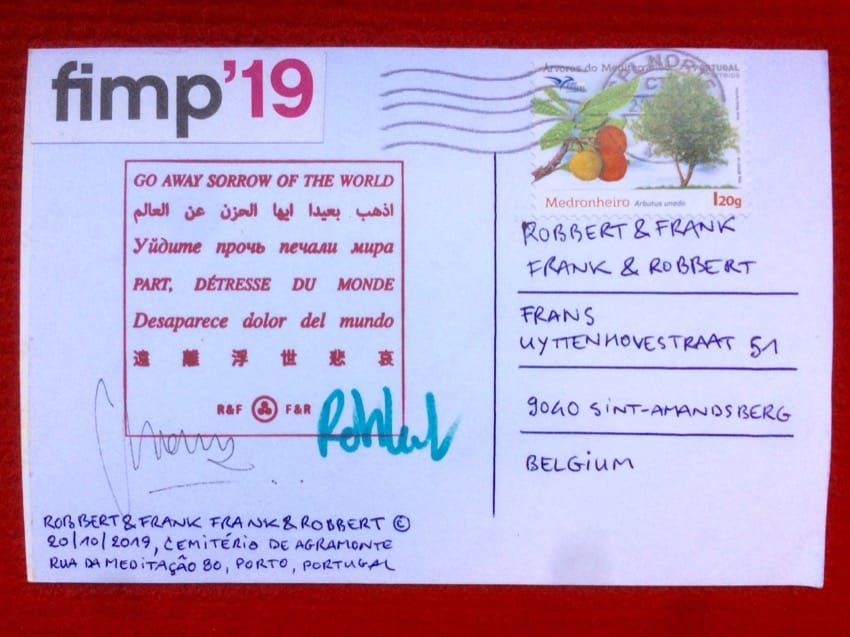 fimp'19
GO AWAY SORROW OF THE WORLD
اذهب بعيدا ايها الحزن عن العالم
Уйдите прочь печали мира
PART, DÉTRESSE DU MONDE
Desaparece dolor del mundo
遠離浮世悲哀
R&F F&R
Robbert
ROBBERT & FRANK FRANK & ROBBERT ©
20/10/2019, CEMITÉRIO DE AGRAMONTE
RUA DA MEDITAÇÃO 80, PORTO, PORTUGAL
Árvores do Mediterrâneo PORTUGAL
Medronheiro Arbutus unedo I20g
ROBBERT & FRANK
FRANK & ROBBERT
FRANS
UYTTENHOVESTRAAT 51
9040 SINT-AMANDSBERG
BELGIUM